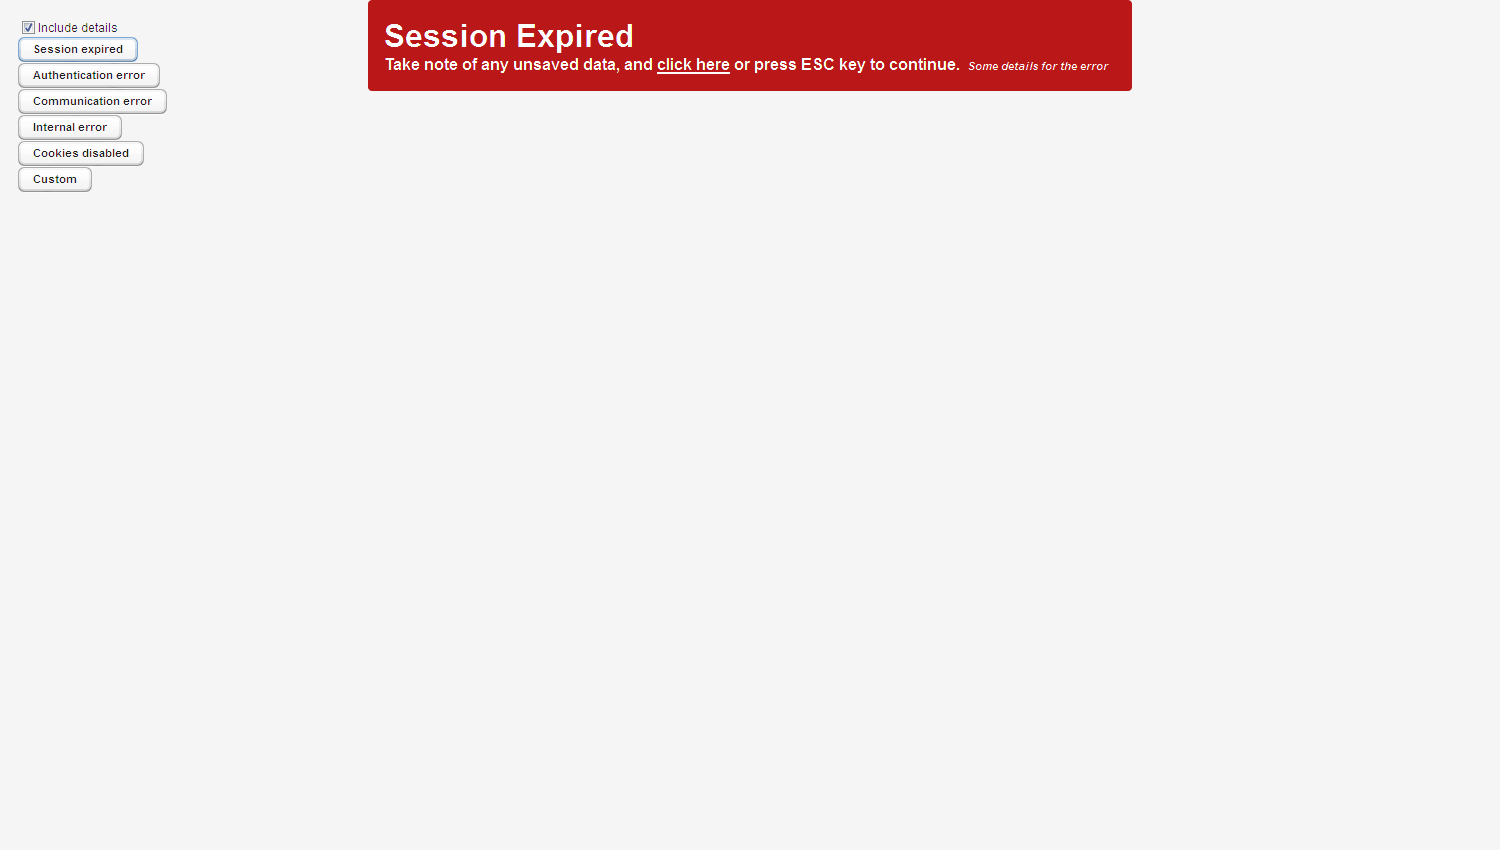 Include details
Session expired
Authentication error
Communication error
Internal error
Cookies disabled
Custom
Session Expired
Take note of any unsaved data, and click here or press ESC key to continue. Some details for the error